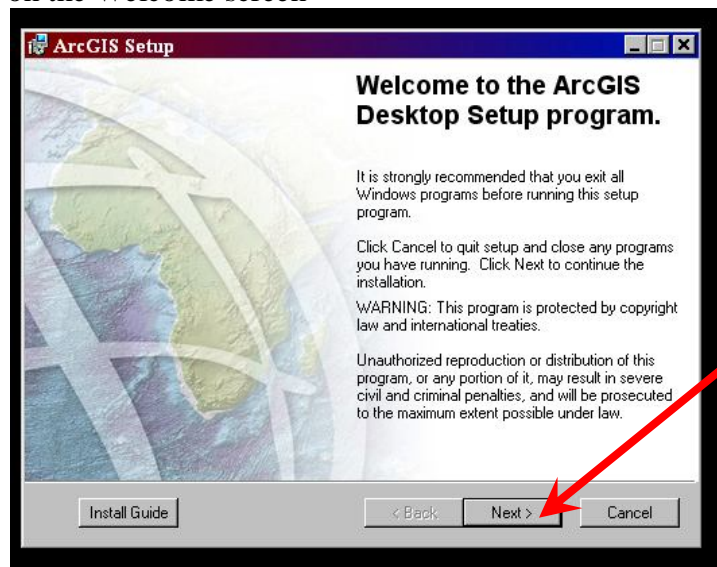 on the Welcome screen
ArcGIS Setup
Welcome to the ArcGIS
Desktop Setup program.
It is strongly recommended that you exit all
Windows programs before running this setup
program.
Click Cancel to quit setup and close any programs
you have running. Click Next to continue the
installation.
WARNING: This program is protected by copyright
law and international treaties.
Unauthorized reproduction or distribution of this
program, or any portion of it, may result in severe
civil and criminal penalties, and will be prosecuted
to the maximum extent possible under law.
Install Guide
< Back
Next >
Cancel